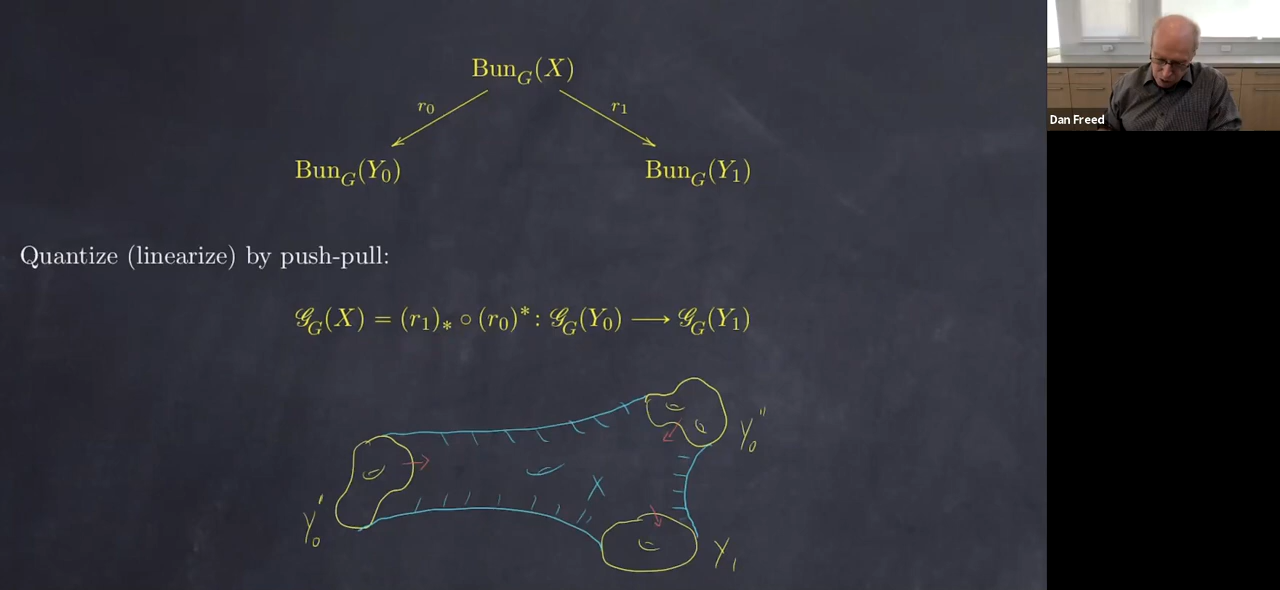 Bun_G(X)
r_0 r_1
Dan Freed
Bun_G(Y_0) Bun_G(Y_1)
Quantize (linearize) by push-pull:
𝒢_G(X) = (r_1)_* ∘ (r_0)^* : 𝒢_G(Y_0) ⟶ 𝒢_G(Y_1)
Y_0''
X
Y_0'
Y_1